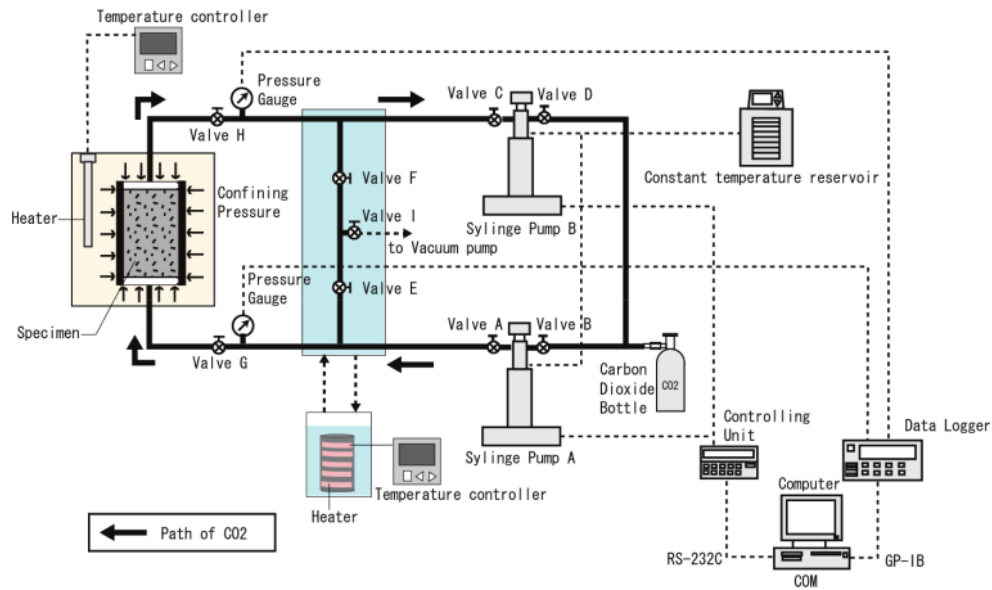 Temperature controller
Pressure
Gauge
Valve H
Valve C
Valve D
Constant temperature reservoir
Confining
Pressure
Valve F
Valve I
to Vacuum pump
Sylinge Pump B
Heater
Pressure
Gauge
Valve E
Specimen
Valve G
Valve A
Valve B
Carbon
Dioxide
Bottle
CO2
Sylinge Pump A
Controlling
Unit
Data Logger
Temperature controller
Heater
Computer
Path of CO2
RS-232C
GP-IB
COM